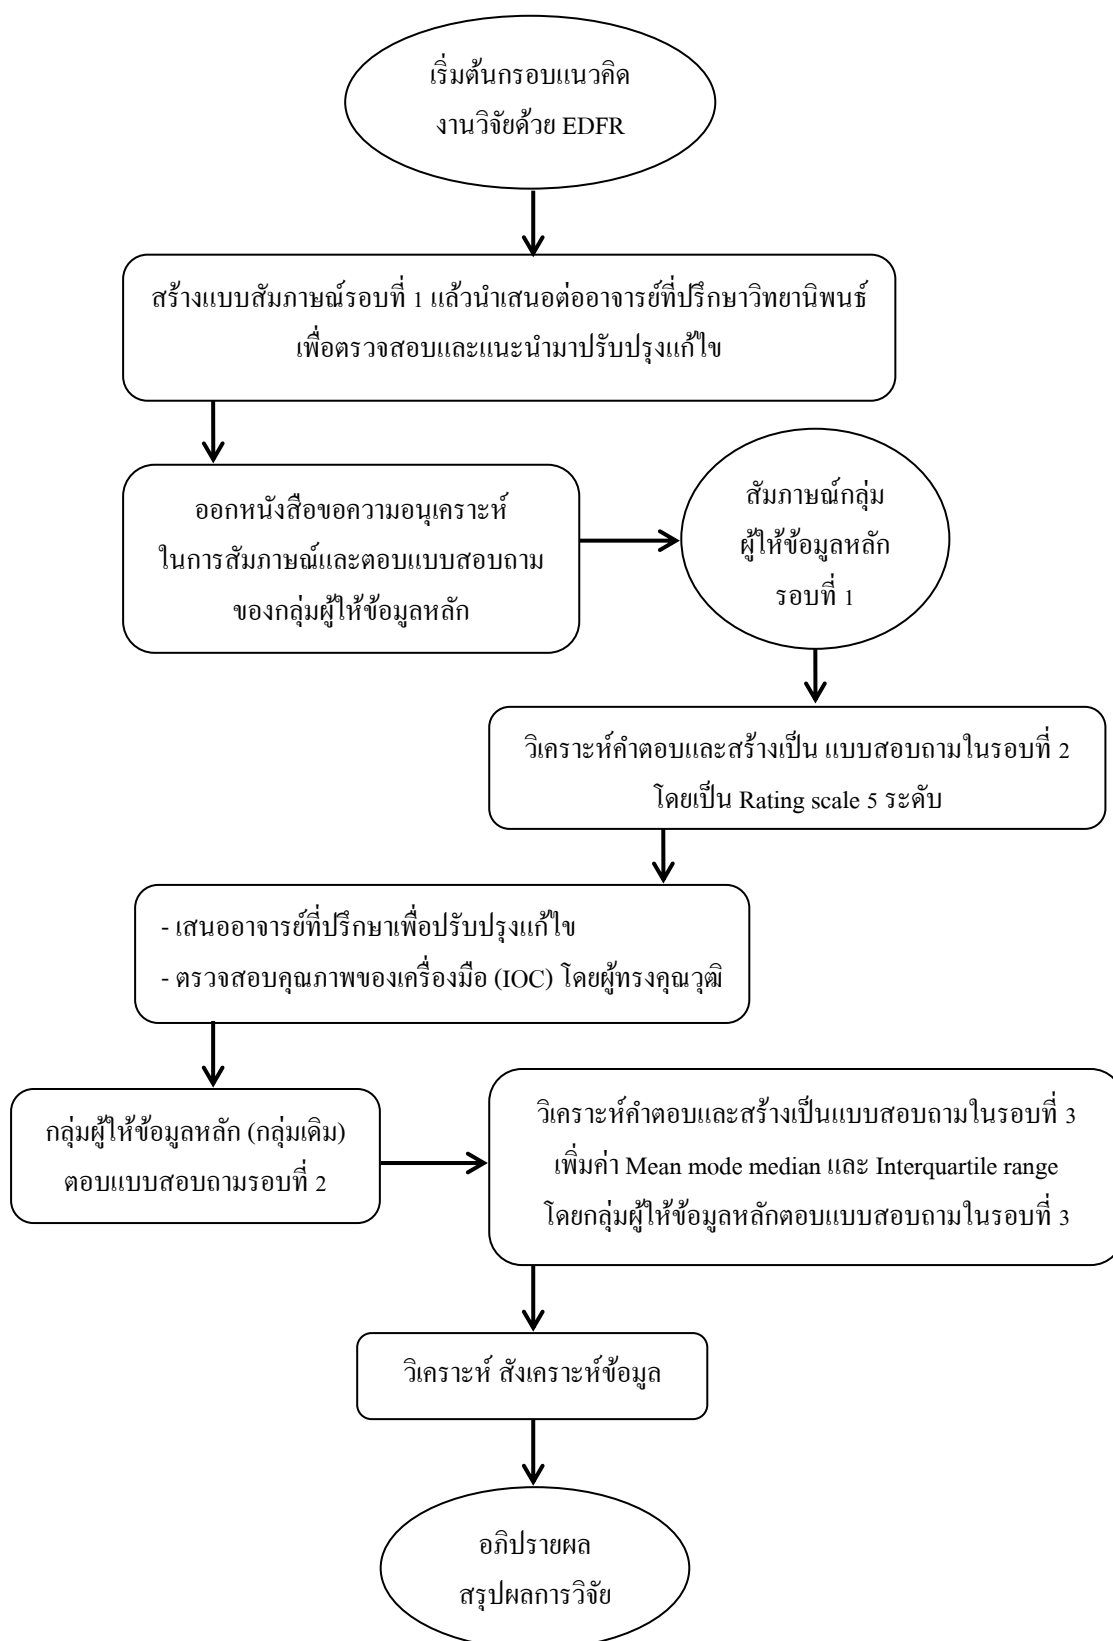 เริ่มต้นกรอบแนวคิด
งานวิจัยด้วย EDFR
สร้างแบบสัมภาษณ์รอบที่ 1 แล้วนำเสนอต่ออาจารย์ที่ปรึกษาวิทยานิพนธ์
เพื่อตรวจสอบและแนะนำมาปรับปรุงแก้ไข
ออกหนังสือขอความอนุเคราะห์
ในการสัมภาษณ์และตอบแบบสอบถาม
ของกลุ่มผู้ให้ข้อมูลหลัก
สัมภาษณ์กลุ่ม
ผู้ให้ข้อมูลหลัก
รอบที่ 1
วิเคราะห์คำตอบและสร้างเป็น แบบสอบถามในรอบที่ 2
โดยเป็น Rating scale 5 ระดับ
- เสนออาจารย์ที่ปรึกษาเพื่อปรับปรุงแก้ไข
- ตรวจสอบคุณภาพของเครื่องมือ (IOC) โดยผู้ทรงคุณวุฒิ
กลุ่มผู้ให้ข้อมูลหลัก (กลุ่มเดิม)
ตอบแบบสอบถามรอบที่ 2
วิเคราะห์คำตอบและสร้างเป็นแบบสอบถามในรอบที่ 3
เพิ่มค่า Mean mode median และ Interquartile range
โดยกลุ่มผู้ให้ข้อมูลหลักตอบแบบสอบถามในรอบที่ 3
วิเคราะห์ สังเคราะห์ข้อมูล
อภิปรายผล
สรุปผลการวิจัย